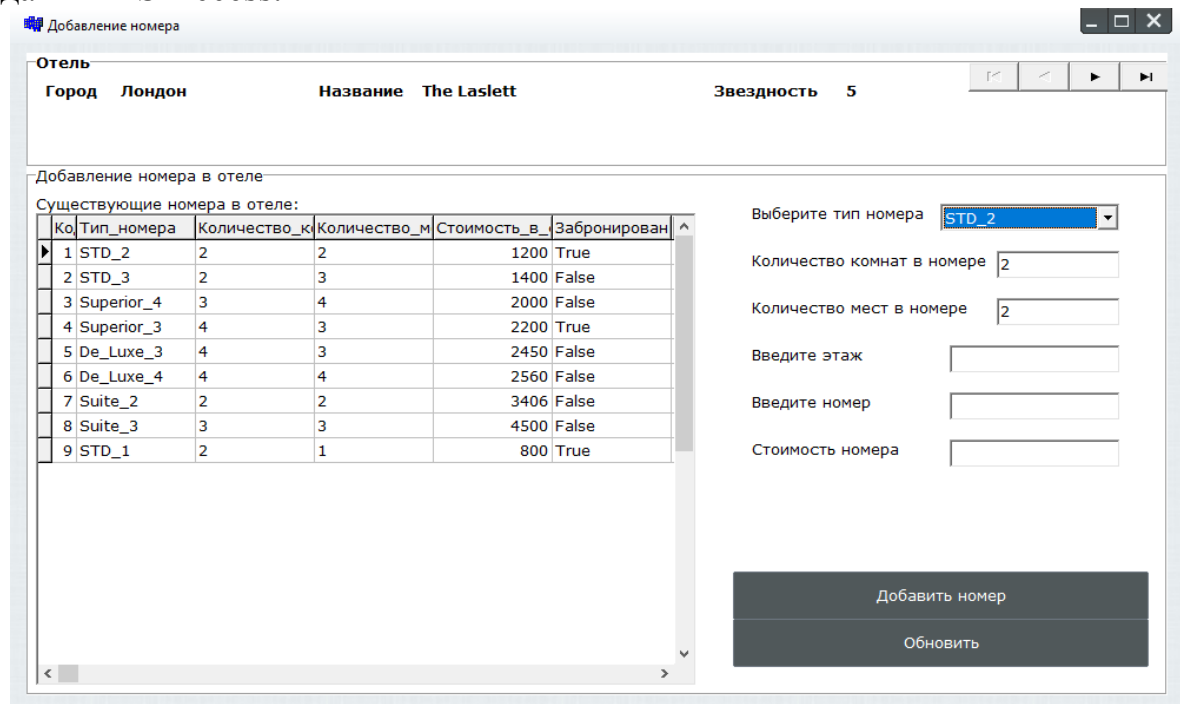 Добавление номера
Отель
Город Лондон Название The Laslett Звездность 5
Добавление номера в отеле
Существующие номера в отеле:
Ко Тип_номера Количество_к Количество_м Стоимость_в_ Забронирован
1 STD_2 2 2 1200 True
2 STD_3 2 3 1400 False
3 Superior_4 3 4 2000 False
4 Superior_3 4 3 2200 True
5 De_Luxe_3 4 3 2450 False
6 De_Luxe_4 4 4 2560 False
7 Suite_2 2 2 3406 False
8 Suite_3 3 3 4500 False
9 STD_1 2 1 800 True
Выберите тип номера STD_2
Количество комнат в номере 2
Количество мест в номере 2
Введите этаж
Введите номер
Стоимость номера
Добавить номер
Обновить